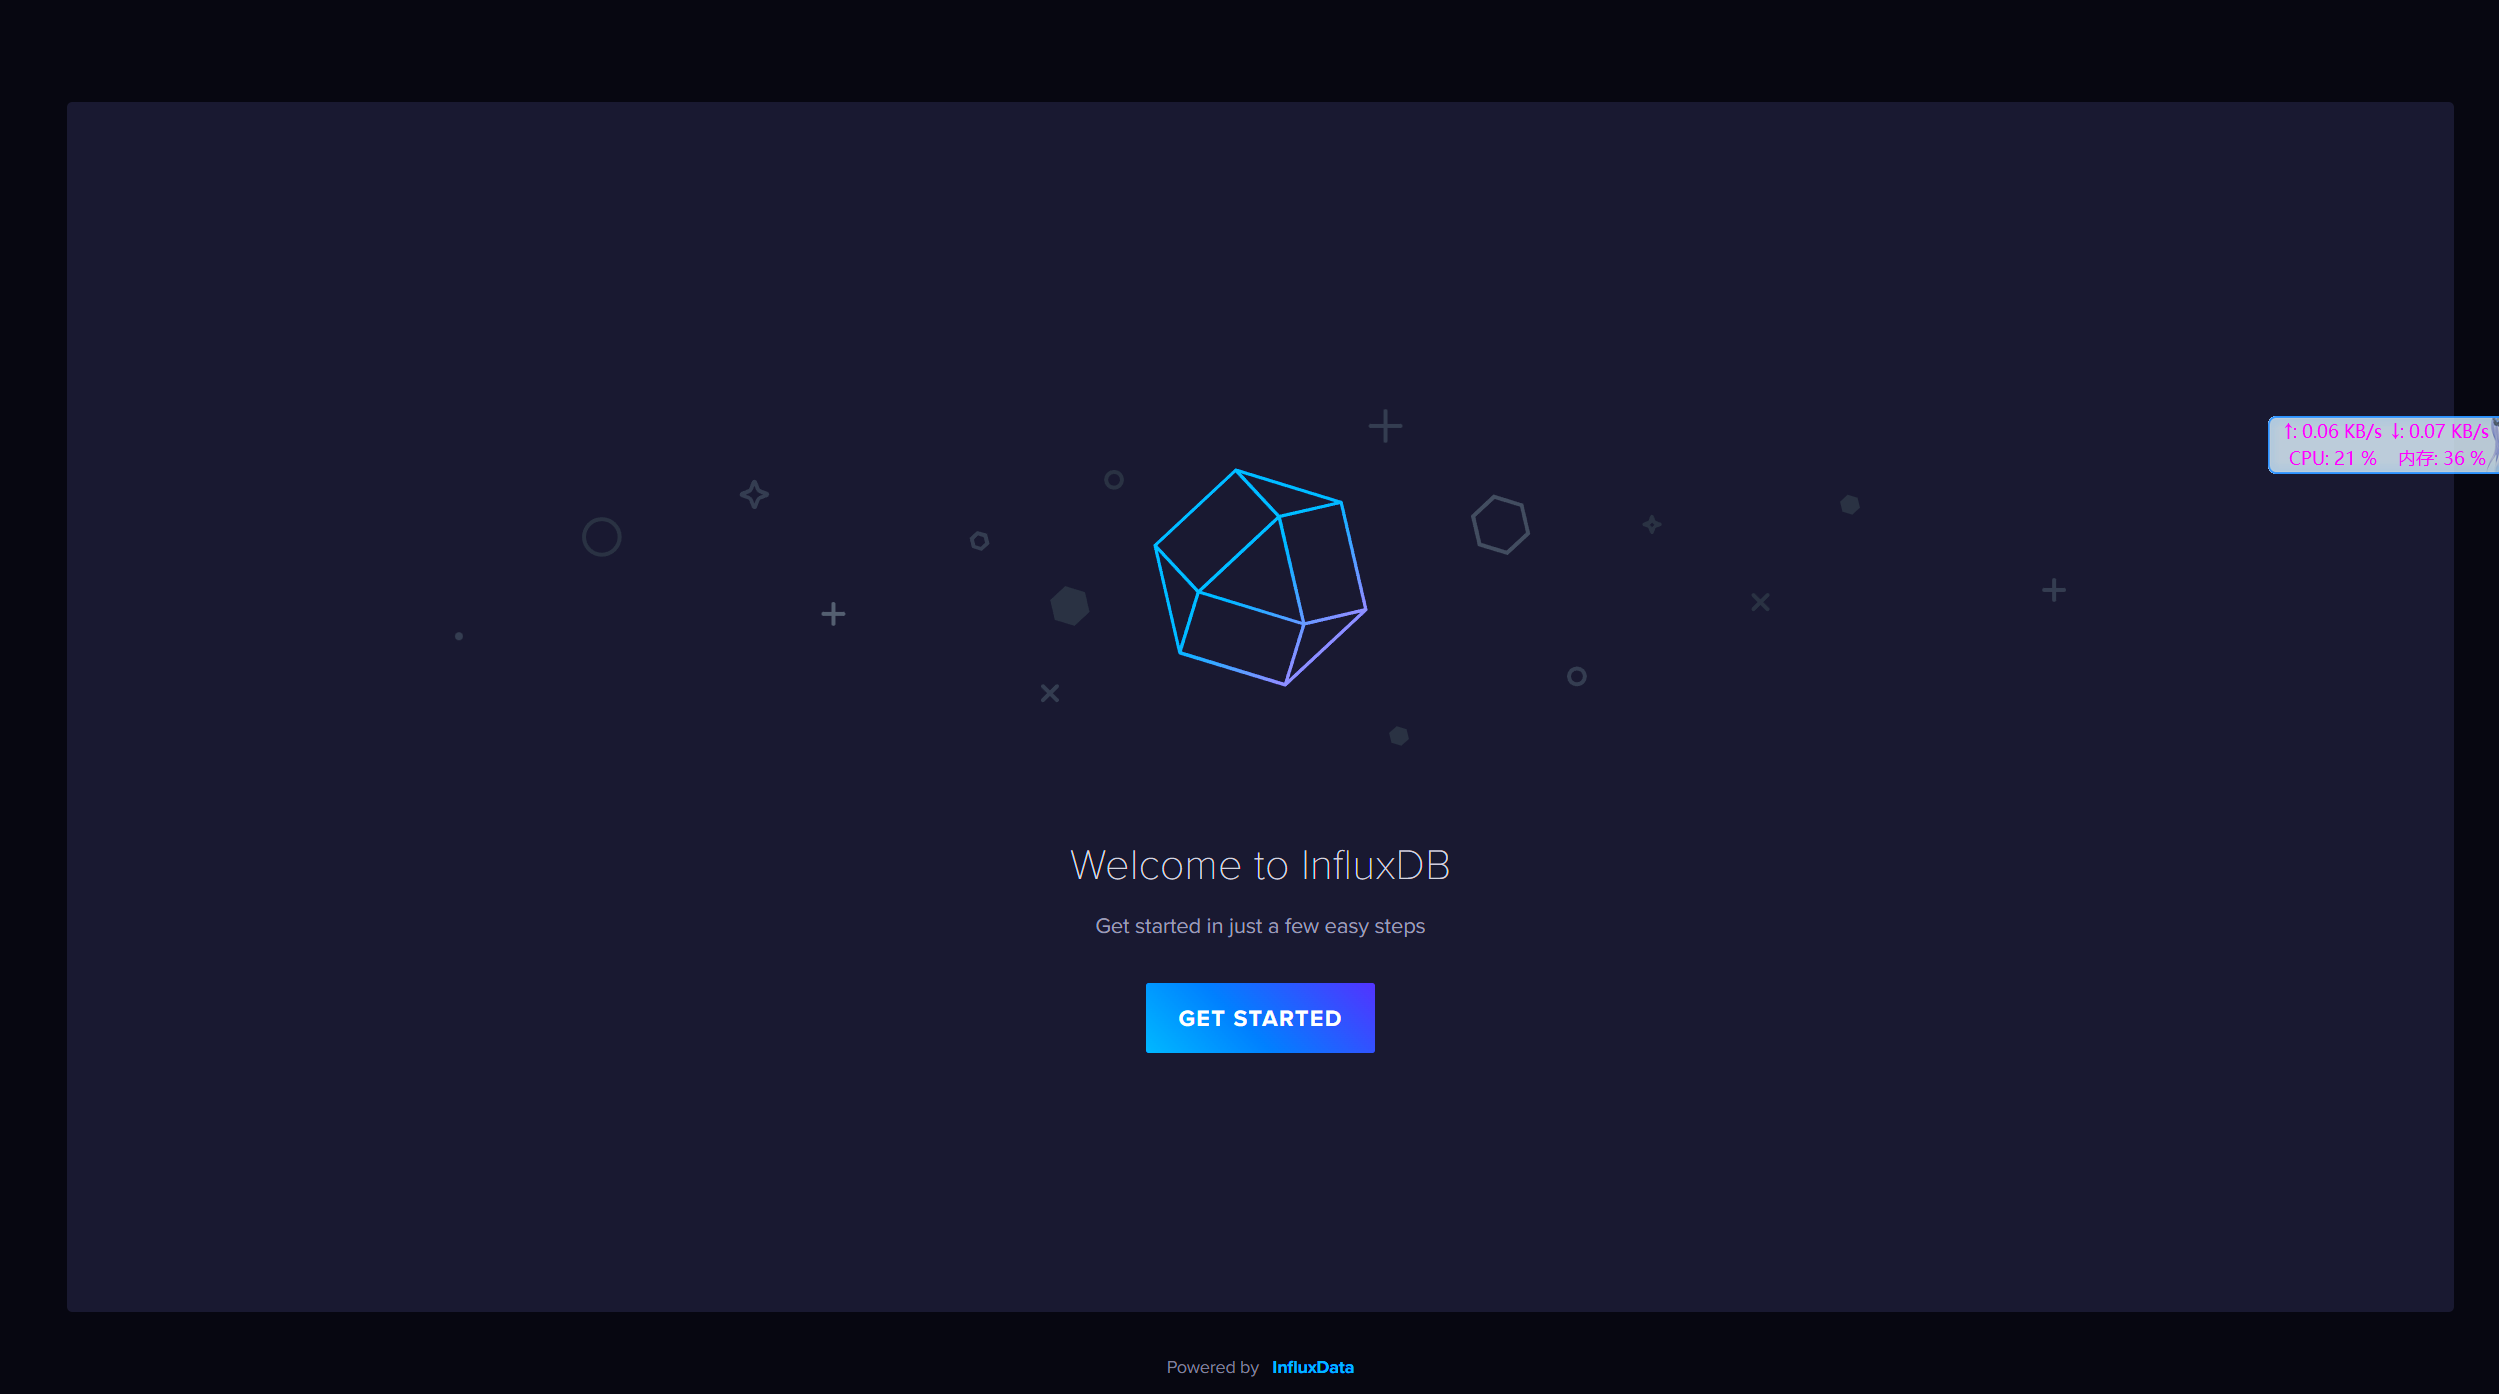 ↑: 0.06 KB/s ↓: 0.07 KB/s
CPU: 21 % 内存: 36 %
Welcome to InfluxDB
Get started in just a few easy steps
GET STARTED
Powered by InfluxData